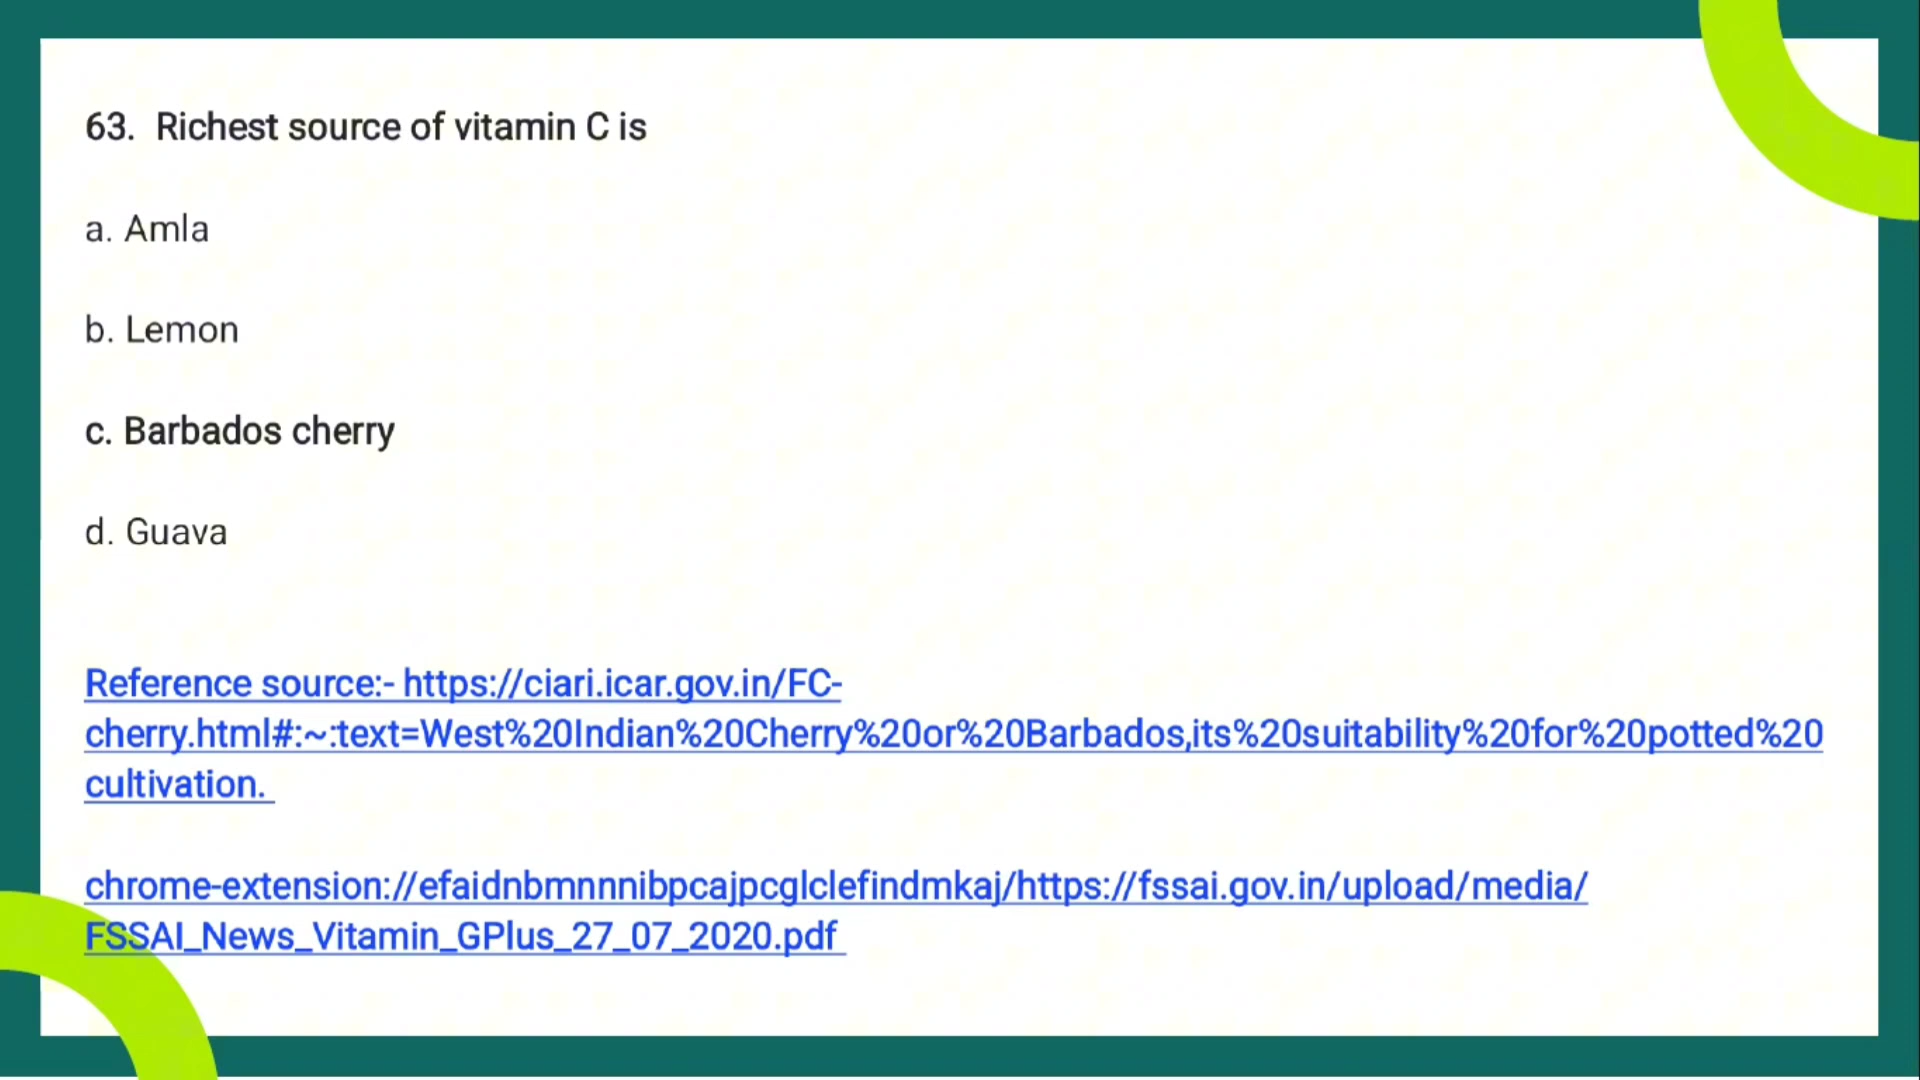 63. Richest source of vitamin C is
a. Amla
b. Lemon
c. Barbados cherry
d. Guava
Reference source:- https://ciari.icar.gov.in/FC-
cherry.html#:~:text=West%20Indian%20Cherry%20or%20Barbados,its%20suitability%20for%20potted%20
cultivation.
chrome-extension://efaidnbmnnnibpcajpcglclefindmkaj/https://fssai.gov.in/upload/media/
FSSAI_News_Vitamin_GPlus_27_07_2020.pdf